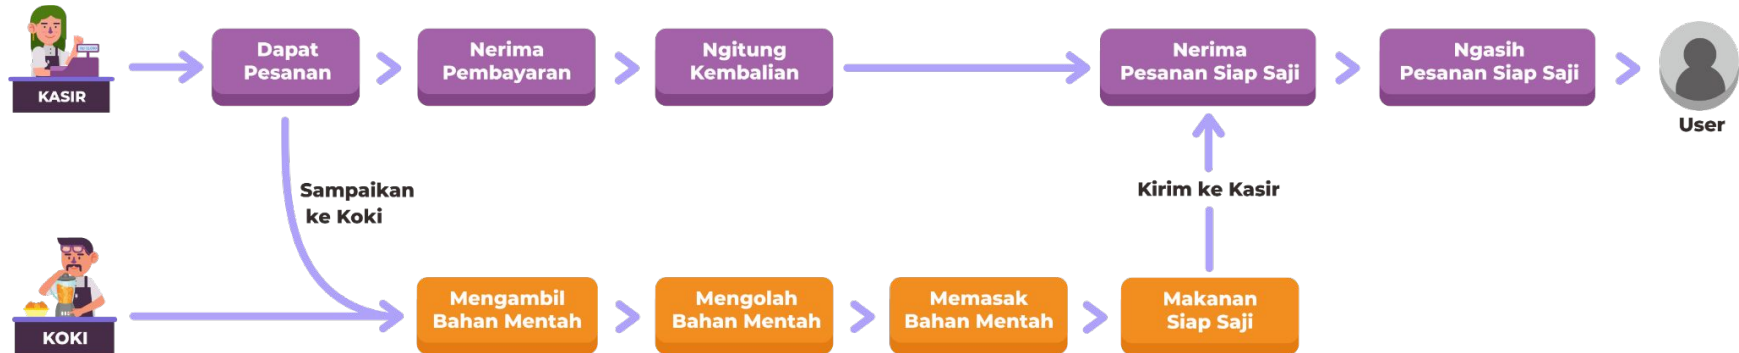 KASIR
Dapat
Pesanan
Nerima
Pembayaran
Ngitung
Kembalian
Nerima
Pesanan Siap Saji
Ngasih
Pesanan Siap Saji
User
Sampaikan
ke Koki
Kirim ke Kasir
KOKI
Mengambil
Bahan Mentah
Mengolah
Bahan Mentah
Memasak
Bahan Mentah
Makanan
Siap Saji